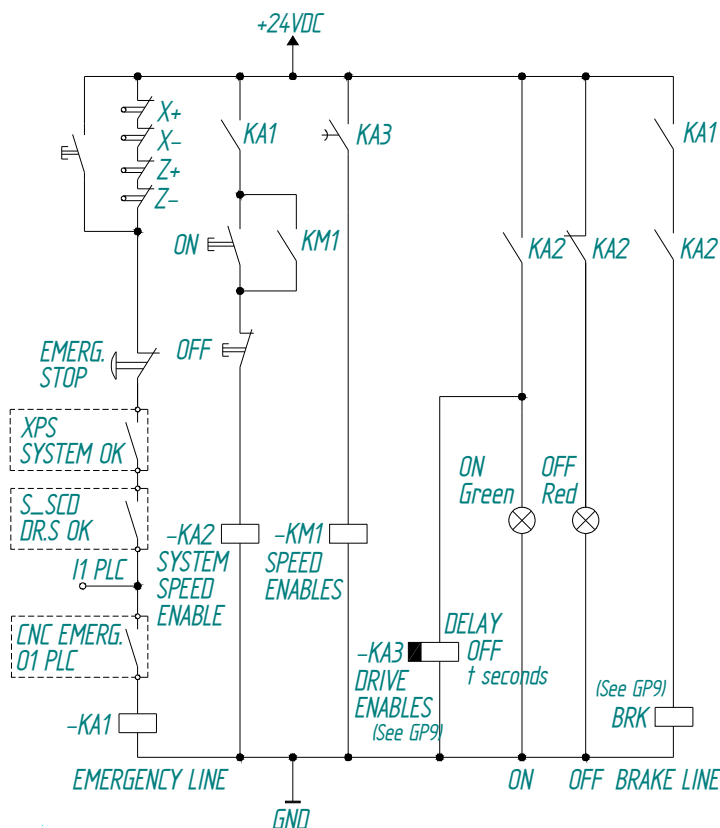 +24VDC
X+
X-
Z+
Z-
KA1
KA3
KA1
ON
KM1
KA2
KA2
KA2
EMERG.
STOP
OFF
XPS
SYSTEM OK
S_SCD
DR.S OK
I1 PLC
CNC EMERG.
O1 PLC
-KA1
-KA2
SYSTEM
SPEED
ENABLE
-KM1
SPEED
ENABLES
ON
Green
OFF
Red
DELAY
OFF
t seconds
-KA3
DRIVE
ENABLES
(See GP9)
(See GP9)
BRK
EMERGENCY LINE
ON
OFF
BRAKE LINE
GND